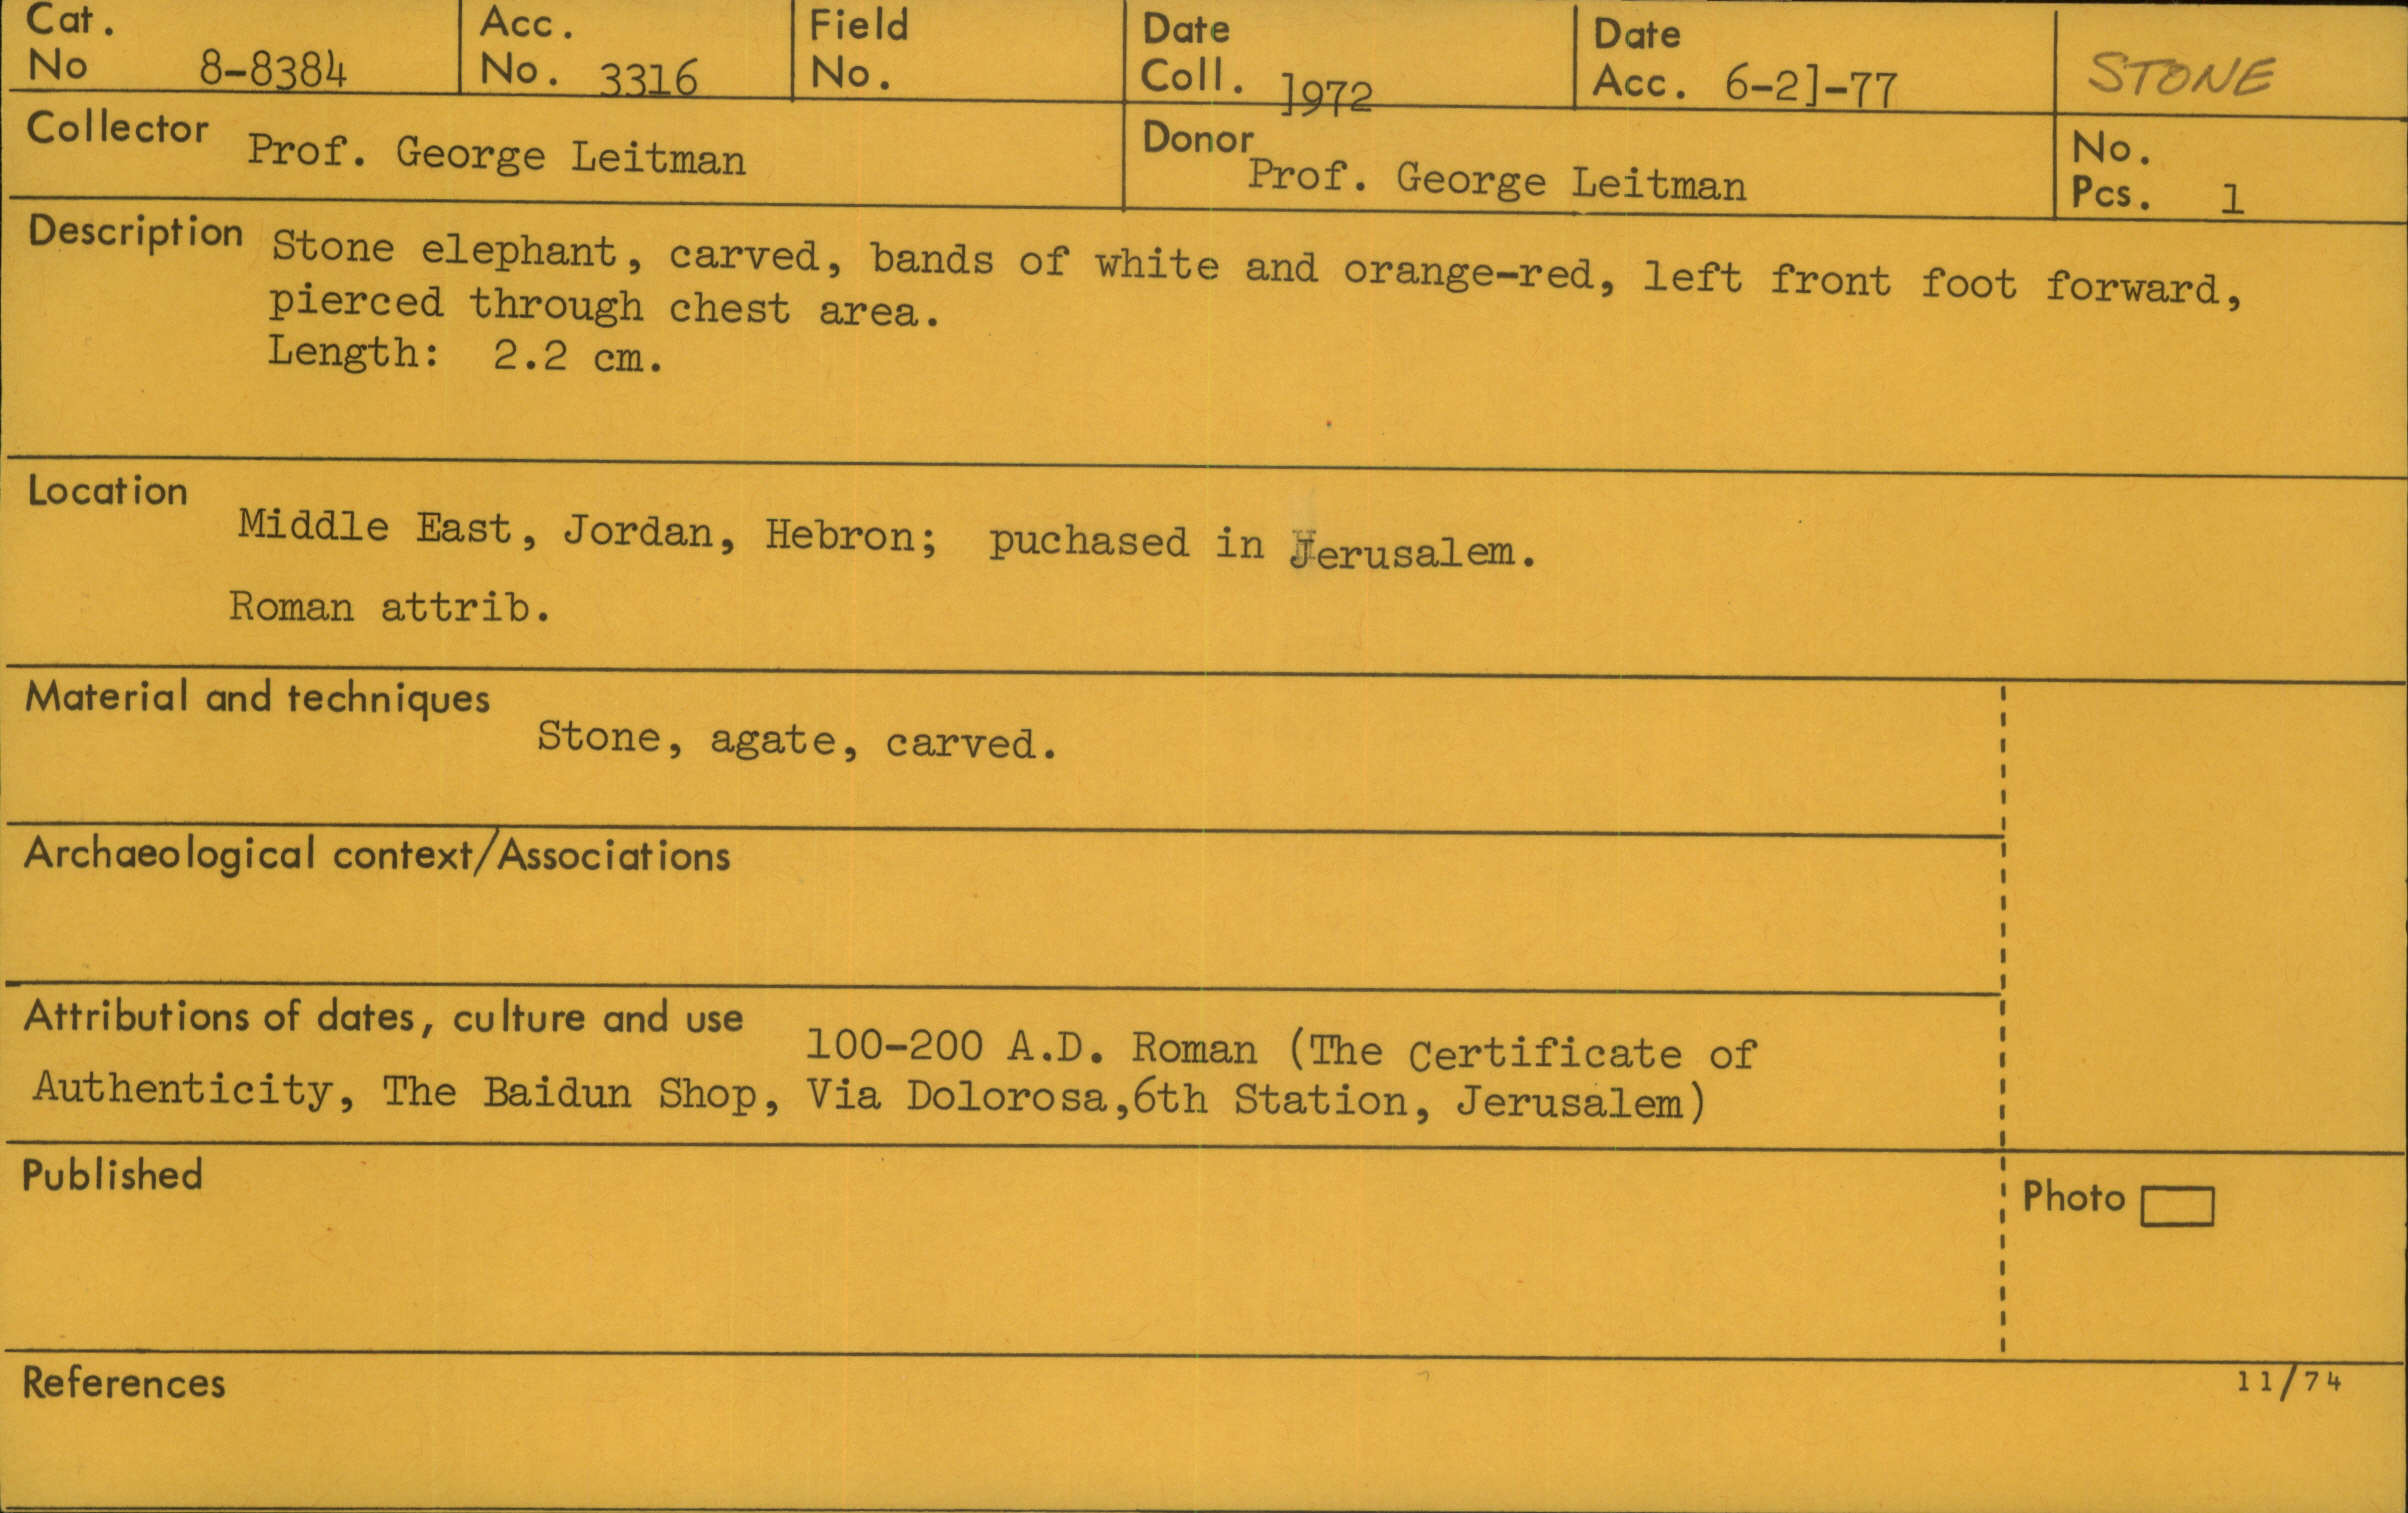 Cat. No 8-8384
Acc. No. 3316
Field No.
Date Coll. 1972
Date Acc. 6-21-77
STONE
Collector Prof. George Leitman
Donor Prof. George Leitman
No. Pcs. 1
Description Stone elephant, carved, bands of white and orange-red, left front foot forward,
pierced through chest area.
Length: 2.2 cm.
Location
Middle East, Jordan, Hebron; puchased in Jerusalem.
Roman attrib.
Material and techniques
Stone, agate, carved.
Archaeological context/Associations
Attributions of dates, culture and use 100-200 A.D. Roman (The Certificate of
Authenticity, The Baidun Shop, Via Dolorosa,6th Station, Jerusalem)
Published
Photo
References
11/74